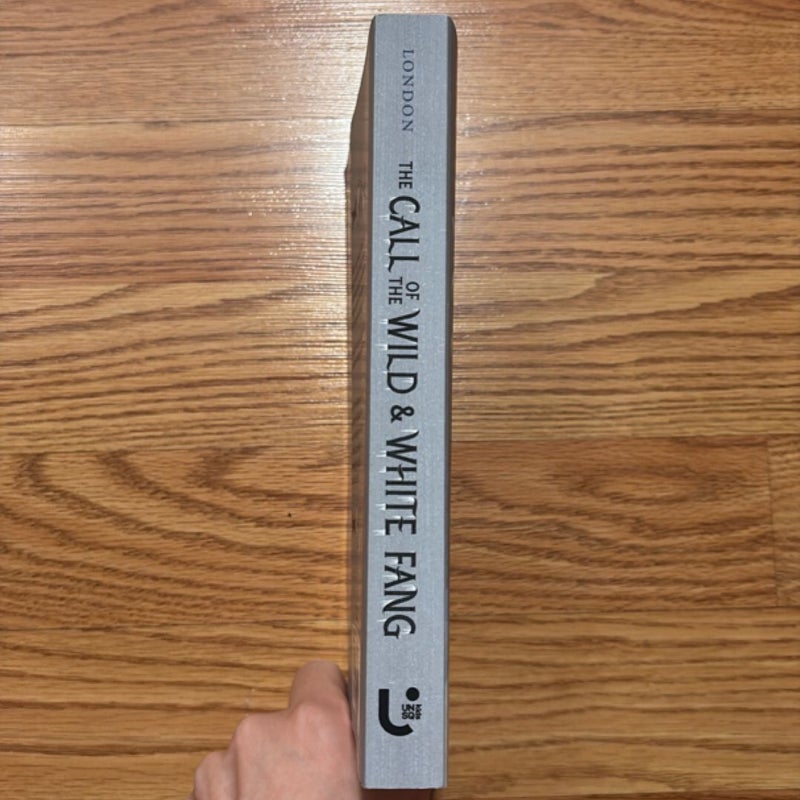 LONDON
THE CALL OF THE WILD & WHITE FANG